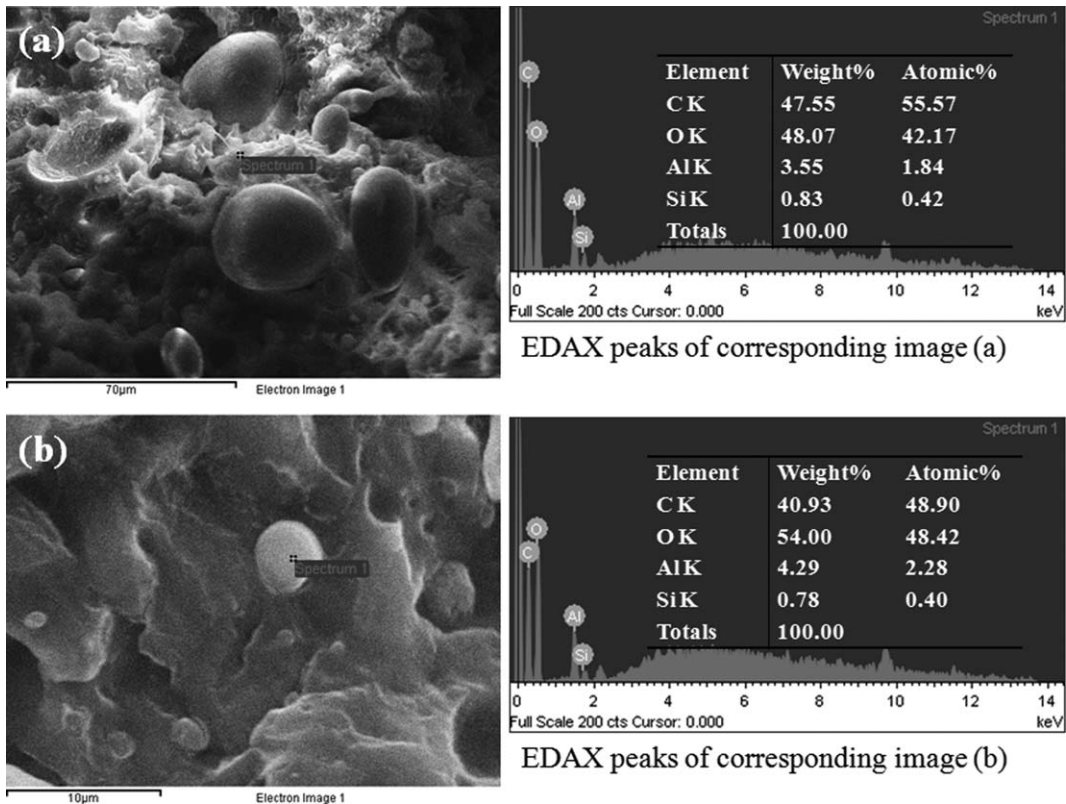 (a)
Spectrum 1
70µm
Electron Image 1
Spectrum 1
Element Weight% Atomic%
C K 47.55 55.57
O K 48.07 42.17
Al K 3.55 1.84
Si K 0.83 0.42
Totals 100.00
C
O
Al
Si
0 2 4 6 8 10 12 14
Full Scale 200 cts Cursor: 0.000 keV
EDAX peaks of corresponding image (a)
(b)
Spectrum 1
10µm
Electron Image 1
Spectrum 1
Element Weight% Atomic%
C K 40.93 48.90
O K 54.00 48.42
Al K 4.29 2.28
Si K 0.78 0.40
Totals 100.00
O
C
Al
Si
0 2 4 6 8 10 12 14
Full Scale 200 cts Cursor: 0.000 keV
EDAX peaks of corresponding image (b)